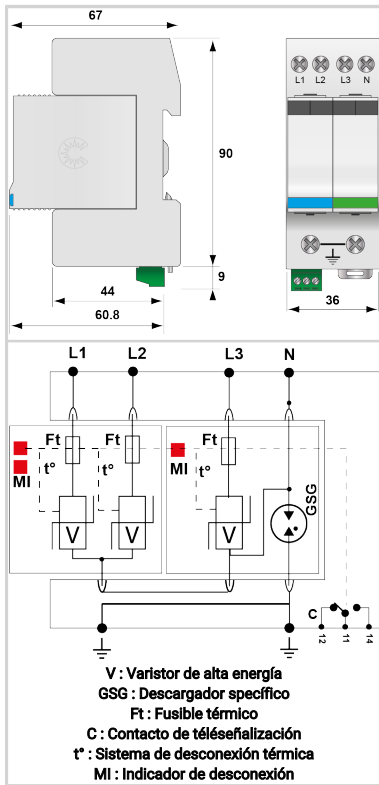 67
90
9
44
60.8
L1 L2 L3 N
36
L1 L2 L3 N
Ft Ft Ft
t° t° t°
MI MI
V V V
GSG
C
12 11 14
V : Varistor de alta energía
GSG : Descargador specífico
Ft : Fusible térmico
C : Contacto de téléseñalización
t° : Sistema de desconexión térmica
MI : Indicador de desconexión